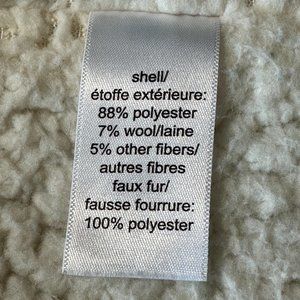 shell/
étoffe extérieure:
88% polyester
7% wool/laine
5% other fibers/
autres fibres
faux fur/
fausse fourrure:
100% polyester